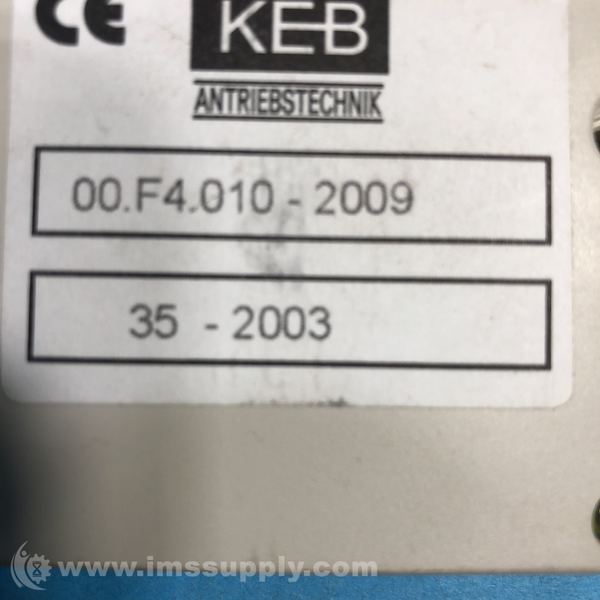 CE KEB
ANTRIEBSTECHNIK
00.F4.010 - 2009
35 - 2003
www.imssupply.com